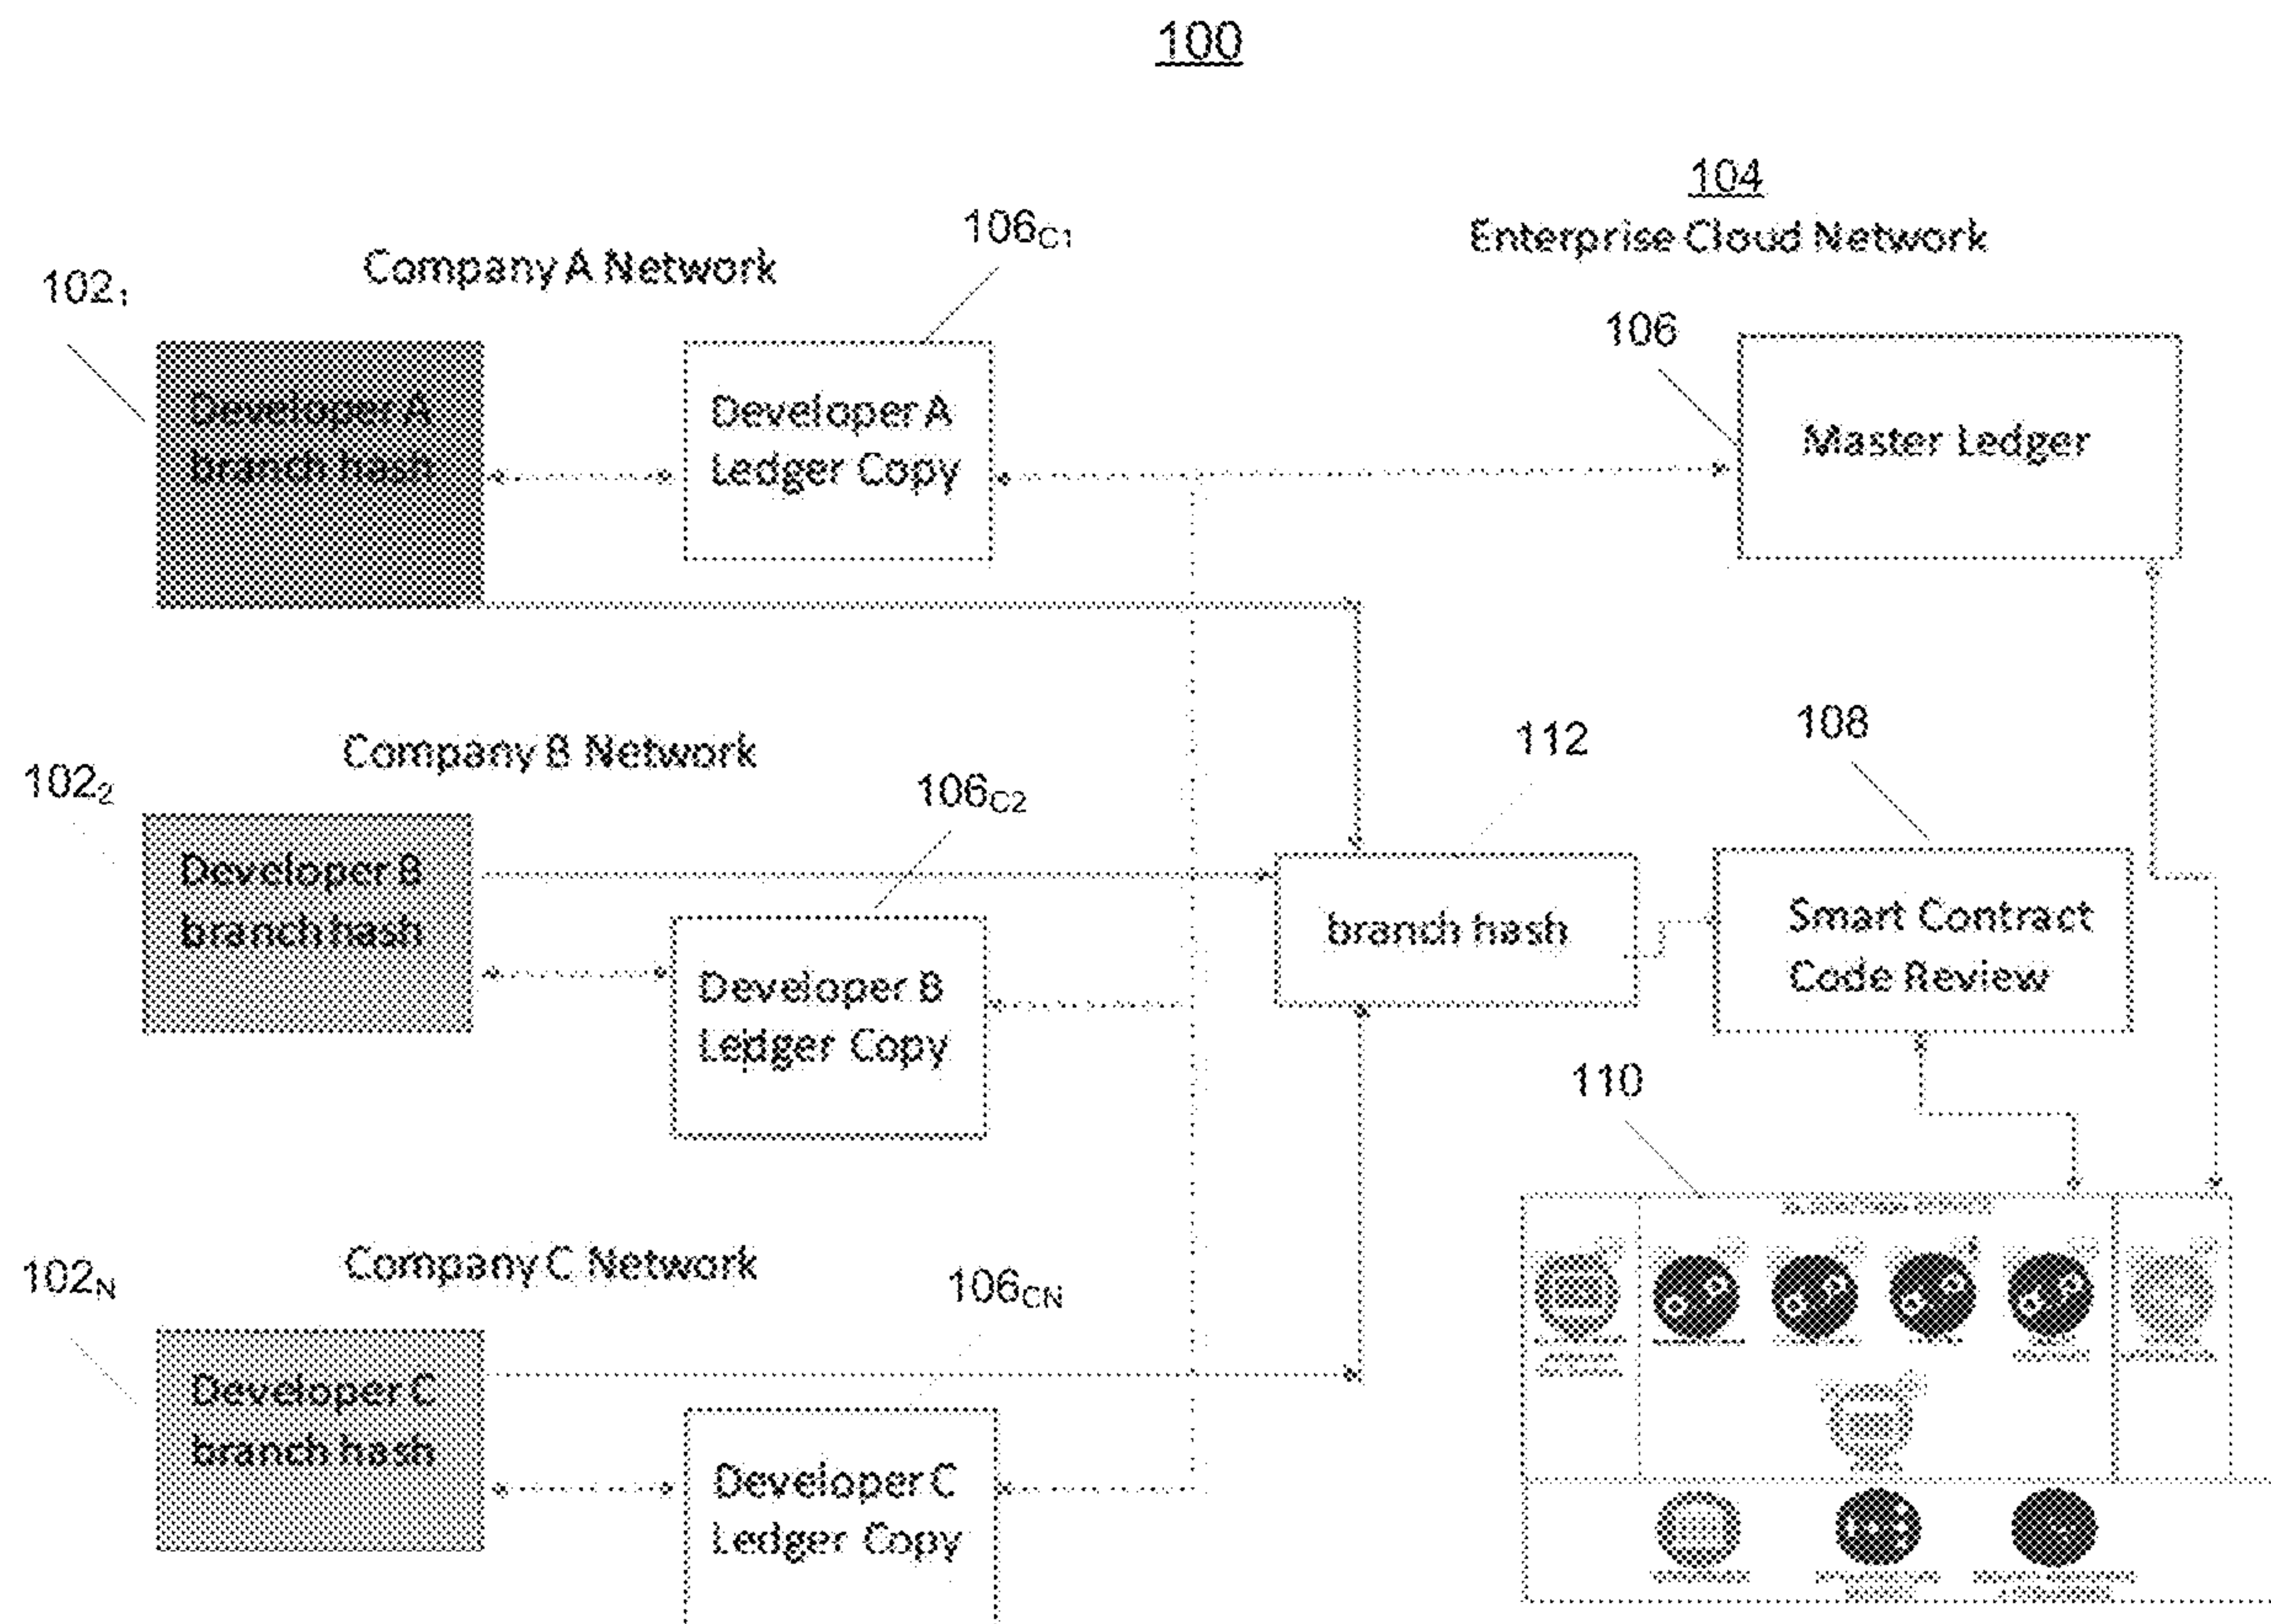 100
104
Enterprise Cloud Network
106C1
Company A Network
102₁
106
Developer A
branch hash
Developer A
Ledger Copy
Master Ledger
Company B Network
112
108
102₂
106C2
Developer B
branch hash
branch hash
Smart Contract
Code Review
Developer B
Ledger Copy
110
Company C Network
102N
106CN
Developer C
branch hash
Developer C
Ledger Copy